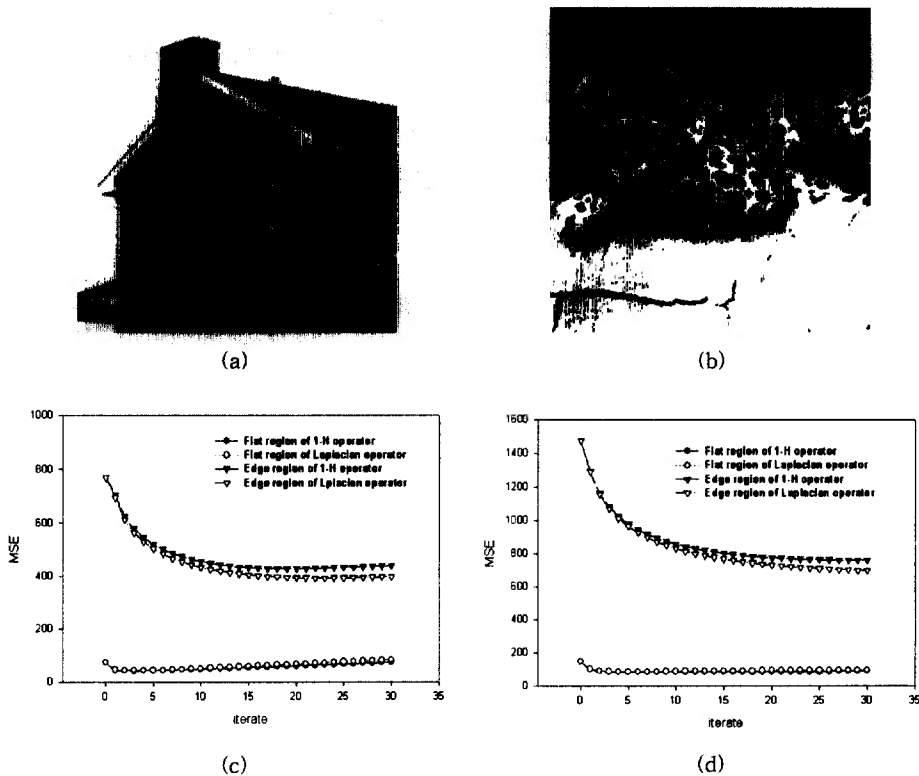 (a)
(b)
1000
800
600
400
200
0
MSE
Flat region of 1-H operator
Flat region of Laplacian operator
Edge region of 1-H operator
Edge region of Lplacian operator
0 5 10 15 20 25 30 35
iterate
(c)
1600
1400
1200
1000
800
600
400
200
0
MSE
Flat region of 1-H operator
Flat region of Laplacian operator
Edge region of 1-H operator
Edge region of Laplacian operator
0 5 10 15 20 25 30 35
iterate
(d)